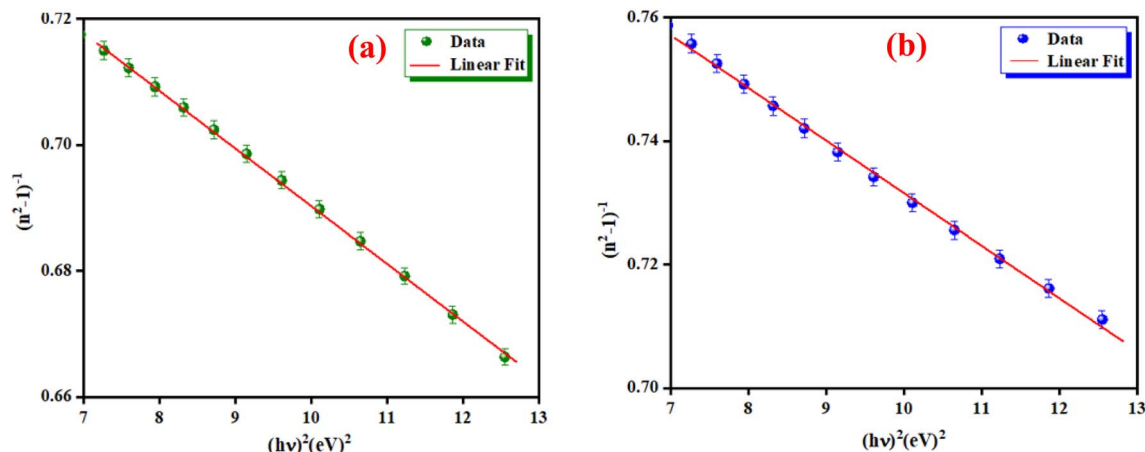 (a)
Data
Linear Fit
(n²-1)⁻¹
0.72
0.70
0.68
0.66
7 8 9 10 11 12 13
(hν)²(eV)²
(b)
Data
Linear Fit
(n²-1)⁻¹
0.76
0.74
0.72
0.70
7 8 9 10 11 12 13
(hν)²(eV)²